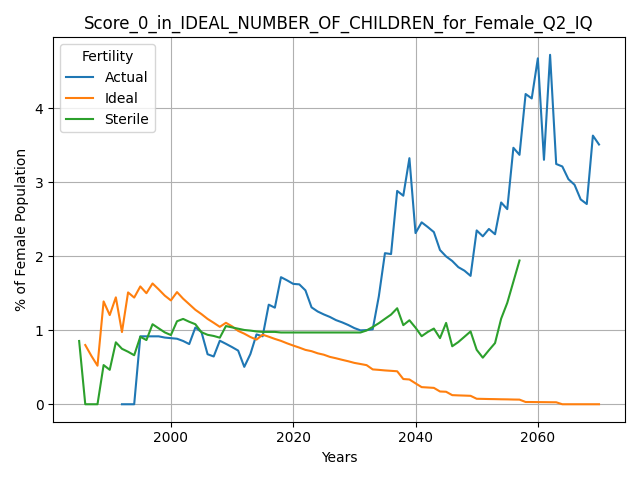 Score_0_in_IDEAL_NUMBER_OF_CHILDREN_for_Female_Q2_IQ
Fertility
Actual
Ideal
Sterile
% of Female Population
4
3
2
1
0
2000
2020
2040
2060
Years